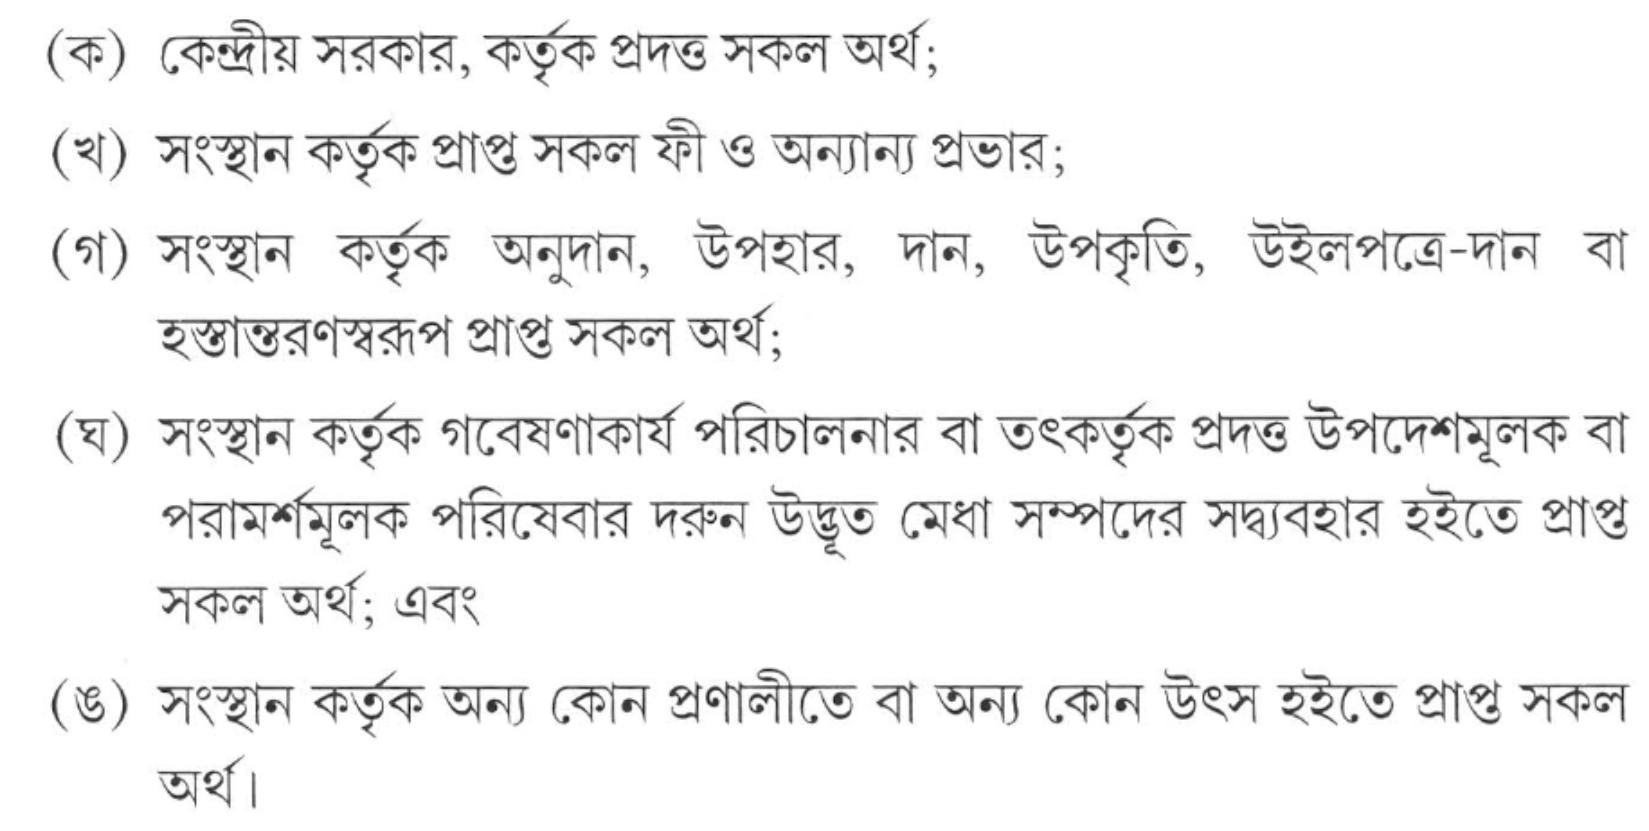 (ক) কেন্দ্রীয় সরকার, কর্তৃক প্রদত্ত সকল অর্থ;
(খ) সংস্থান কর্তৃক প্রাপ্ত সকল ফী ও অন্যান্য প্রভার;
(গ) সংস্থান কর্তৃক অনুদান, উপহার, দান, উপকৃতি, উইলপত্রে-দান বা
হস্তান্তরণস্বরূপ প্রাপ্ত সকল অর্থ;
(ঘ) সংস্থান কর্তৃক গবেষণাকার্য পরিচালনার বা তৎকর্তৃক প্রদত্ত উপদেশমূলক বা
পরামর্শমূলক পরিষেবার দরুন উদ্ভূত মেধা সম্পদের সদ্ব্যবহার হইতে প্রাপ্ত
সকল অর্থ; এবং
(ঙ) সংস্থান কর্তৃক অন্য কোন প্রণালীতে বা অন্য কোন উৎস হইতে প্রাপ্ত সকল
অর্থ।